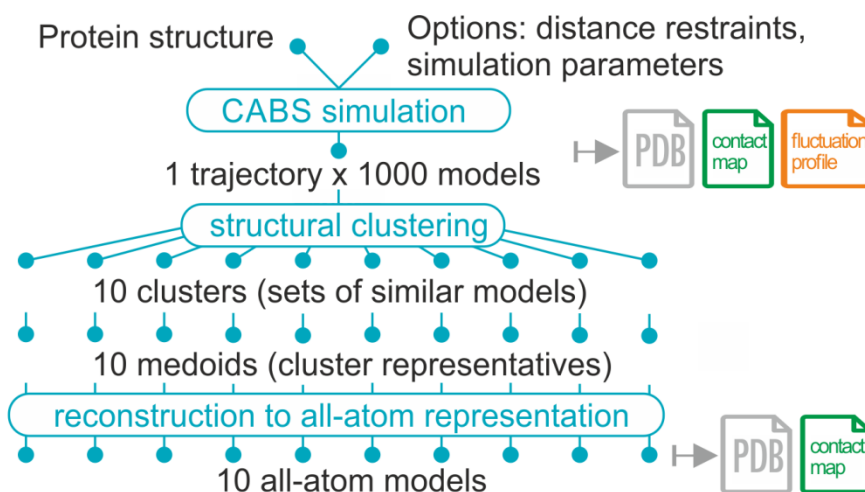 Protein structure
Options: distance restraints,
simulation parameters
CABS simulation
PDB
contact
map
fluctuation
profile
1 trajectory x 1000 models
structural clustering
10 clusters (sets of similar models)
10 medoids (cluster representatives)
reconstruction to all-atom representation
PDB
contact
map
10 all-atom models